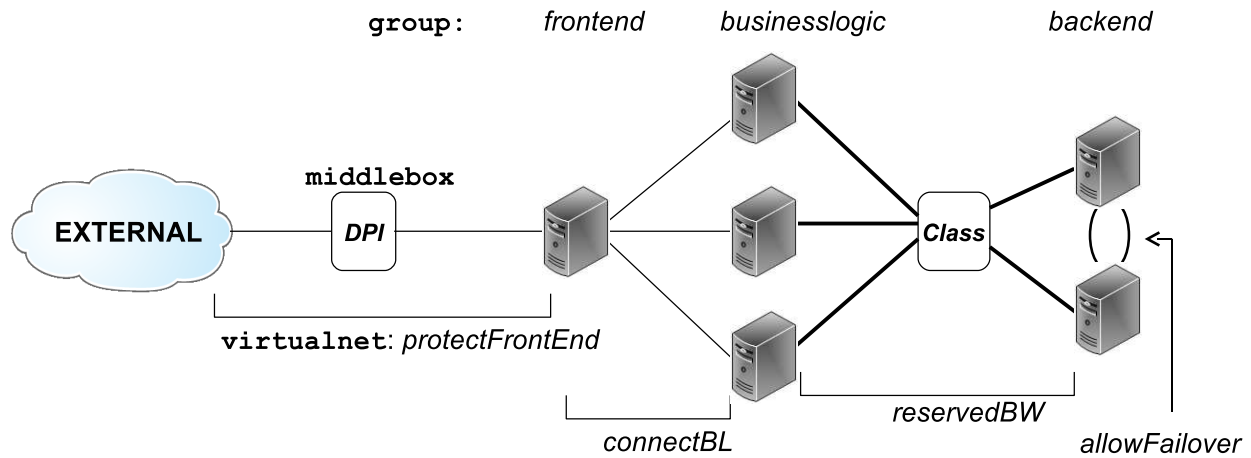 group: frontend businesslogic backend
middlebox
EXTERNAL DPI Class
virtualnet: protectFrontEnd
reservedBW
connectBL allowFailover